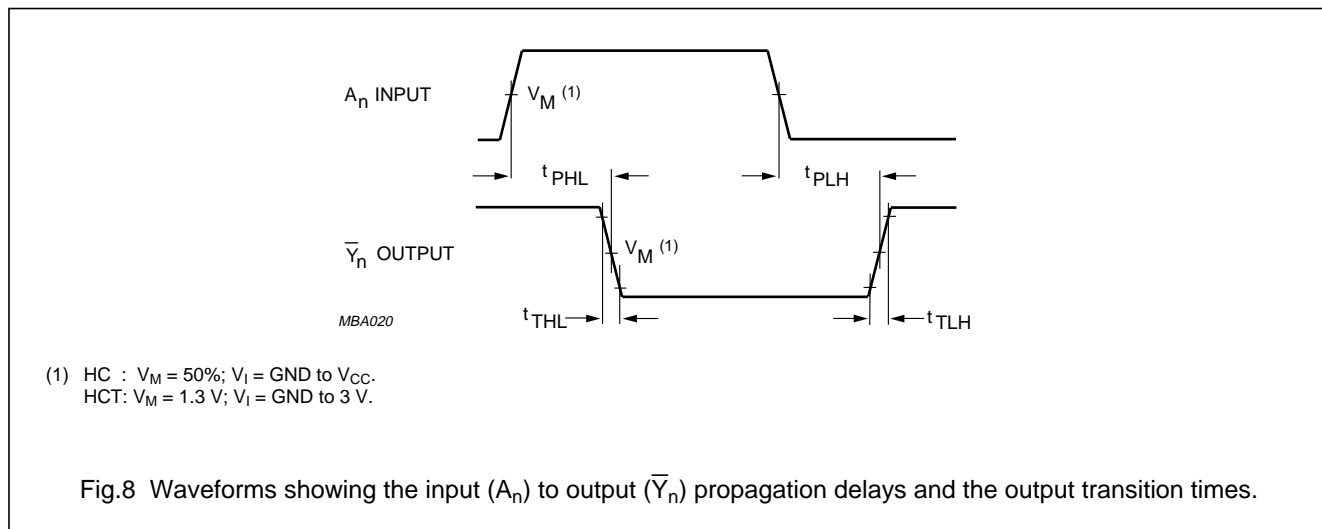 A_n INPUT
V_M (1)
t_PHL
t_PLH
Y̅_n OUTPUT
V_M (1)
MBA020
t_THL
t_TLH
(1) HC : V_M = 50%; V_I = GND to V_CC.
HCT: V_M = 1.3 V; V_I = GND to 3 V.
Fig.8 Waveforms showing the input (A_n) to output (Y̅_n) propagation delays and the output transition times.